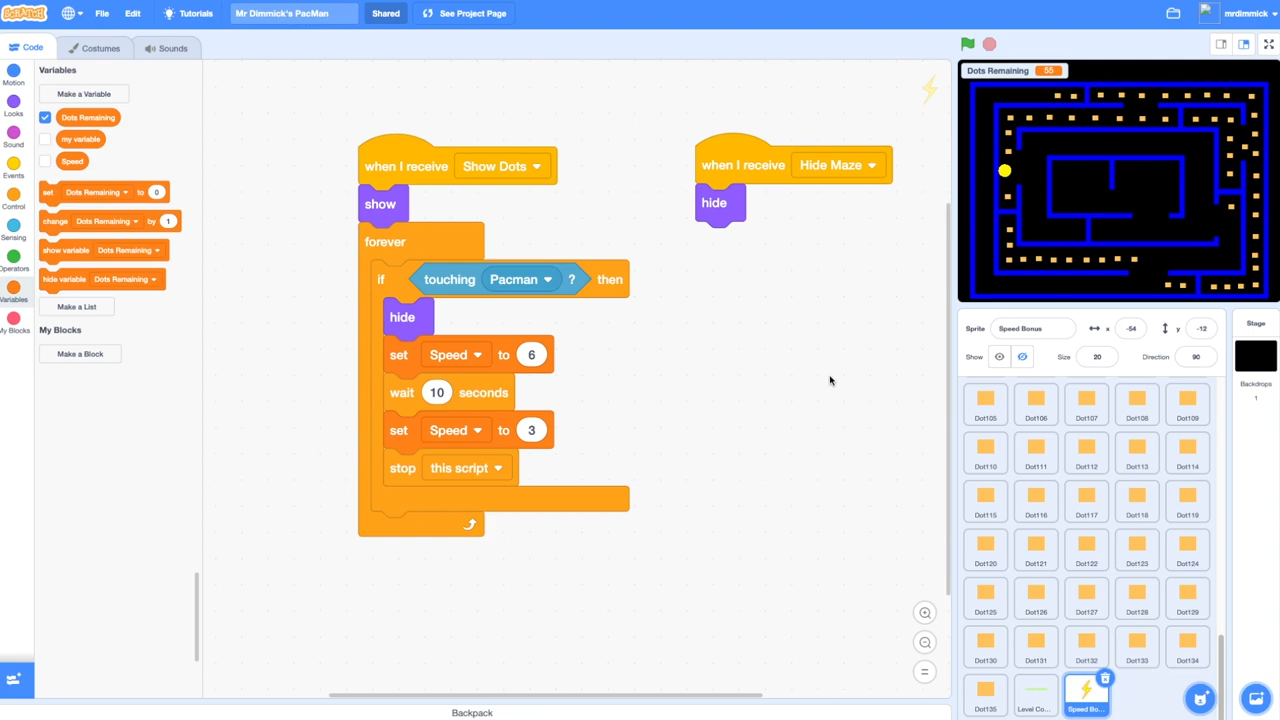 SCRATCH
File
Edit
Tutorials
Mr Dimmick's PacMan
Shared
See Project Page
mrdimmick
Code
Costumes
Sounds
Motion
Looks
Sound
Events
Control
Sensing
Operators
Variables
My Blocks
Variables
Make a Variable
Dots Remaining
my variable
Speed
set Dots Remaining to 0
change Dots Remaining by 1
show variable Dots Remaining
hide variable Dots Remaining
Make a List
My Blocks
Make a Block
when I receive Show Dots
show
forever
if touching Pacman ? then
hide
set Speed to 6
wait 10 seconds
set Speed to 3
stop this script
when I receive Hide Maze
hide
Backpack
Dots Remaining 55
Sprite Speed Bonus x -54 y -12
Show Size 20 Direction 90
Dot105 Dot106 Dot107 Dot108 Dot109
Dot110 Dot111 Dot112 Dot113 Dot114
Dot115 Dot116 Dot117 Dot118 Dot119
Dot120 Dot121 Dot122 Dot123 Dot124
Dot125 Dot126 Dot127 Dot128 Dot129
Dot130 Dot131 Dot132 Dot133 Dot134
Dot135 Level Co... Speed Bo...
Stage
Backdrops
1